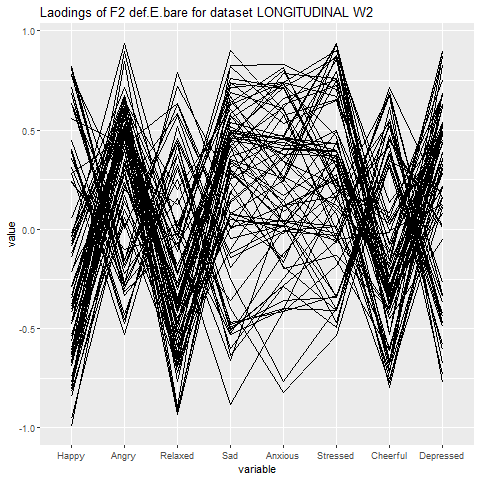 Laodings of F2 def.E.bare for dataset LONGITUDINAL W2
1.0
0.5
0.0
-0.5
-1.0
value
Happy Angry Relaxed Sad Anxious Stressed Cheerful Depressed
variable